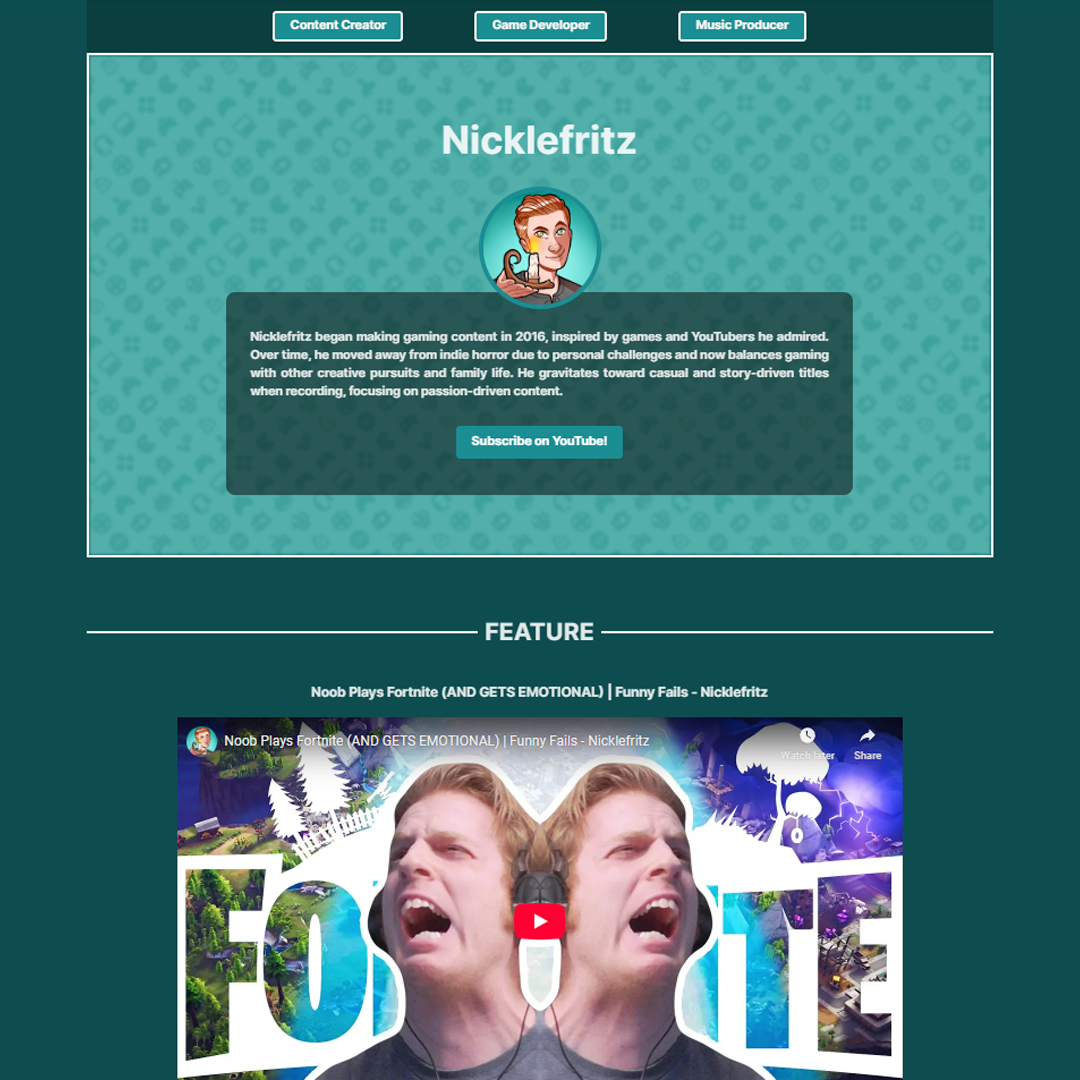 Content Creator
Game Developer
Music Producer
Nicklefritz
Nicklefritz began making gaming content in 2016, inspired by games and YouTubers he admired.
Over time, he moved away from indie horror due to personal challenges and now balances gaming
with other creative pursuits and family life. He gravitates toward casual and story-driven titles
when recording, focusing on passion-driven content.
Subscribe on YouTube!
FEATURE
Noob Plays Fortnite (AND GETS EMOTIONAL) | Funny Fails - Nicklefritz
Noob Plays Fortnite (AND GETS EMOTIONAL) | Funny Fails - Nicklefritz
Watch later
Share